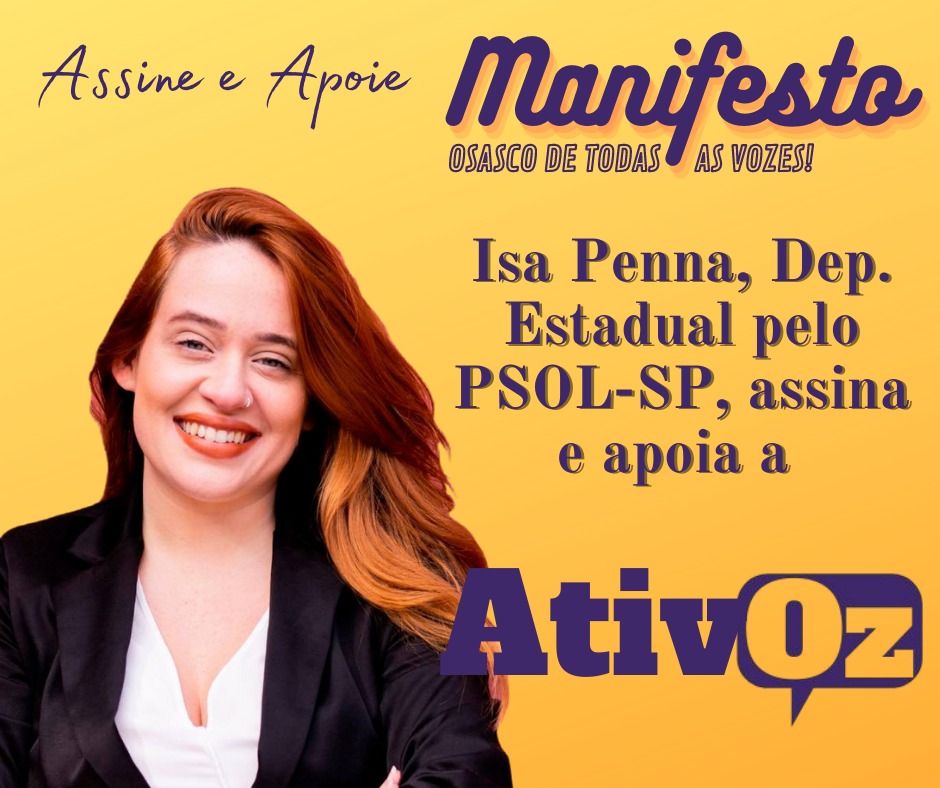 Assine e Apoie
Manifesto
OSASCO DE TODAS AS VOZES!
Isa Penna, Dep.
Estadual pelo
PSOL-SP, assina
e apoia a
AtivOz